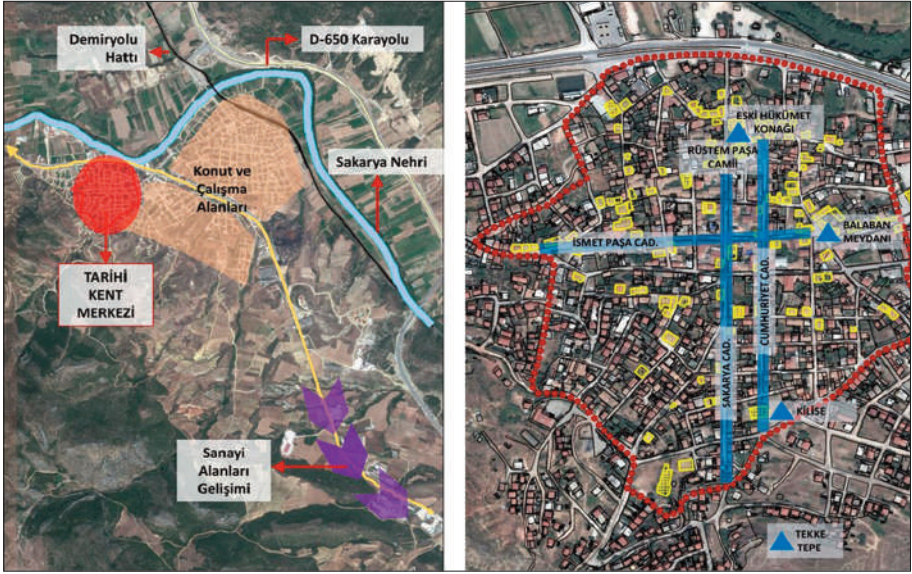 Demiryolu
Hattı
D-650 Karayolu
Konut ve
Çalışma
Alanları
Sakarya Nehri
TARİHİ
KENT
MERKEZİ
Sanayi
Alanları
Gelişimi
ESKİ HÜKÜMET
KONAĞI
RÜSTEM PAŞA
CAMİİ
İSMET PAŞA CAD.
BALABAN
MEYDANI
SAKARYA CAD.
CUMHURİYET CAD.
KİLİSE
TEKKE
TEPE